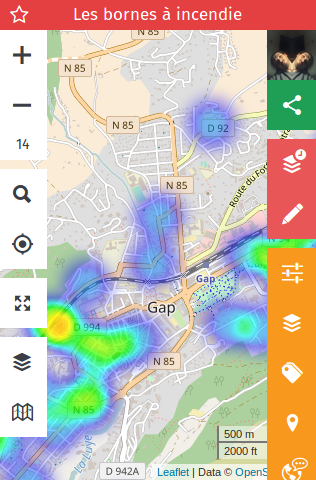 Les bornes à incendie
N 85
N 85
14
N 85
D 92
N 85
Route du Fores
Gap
Gap
D 994
N 85
N 85
La Luye
500 m
2000 ft
D 942A
Leaflet | Data © OpenS